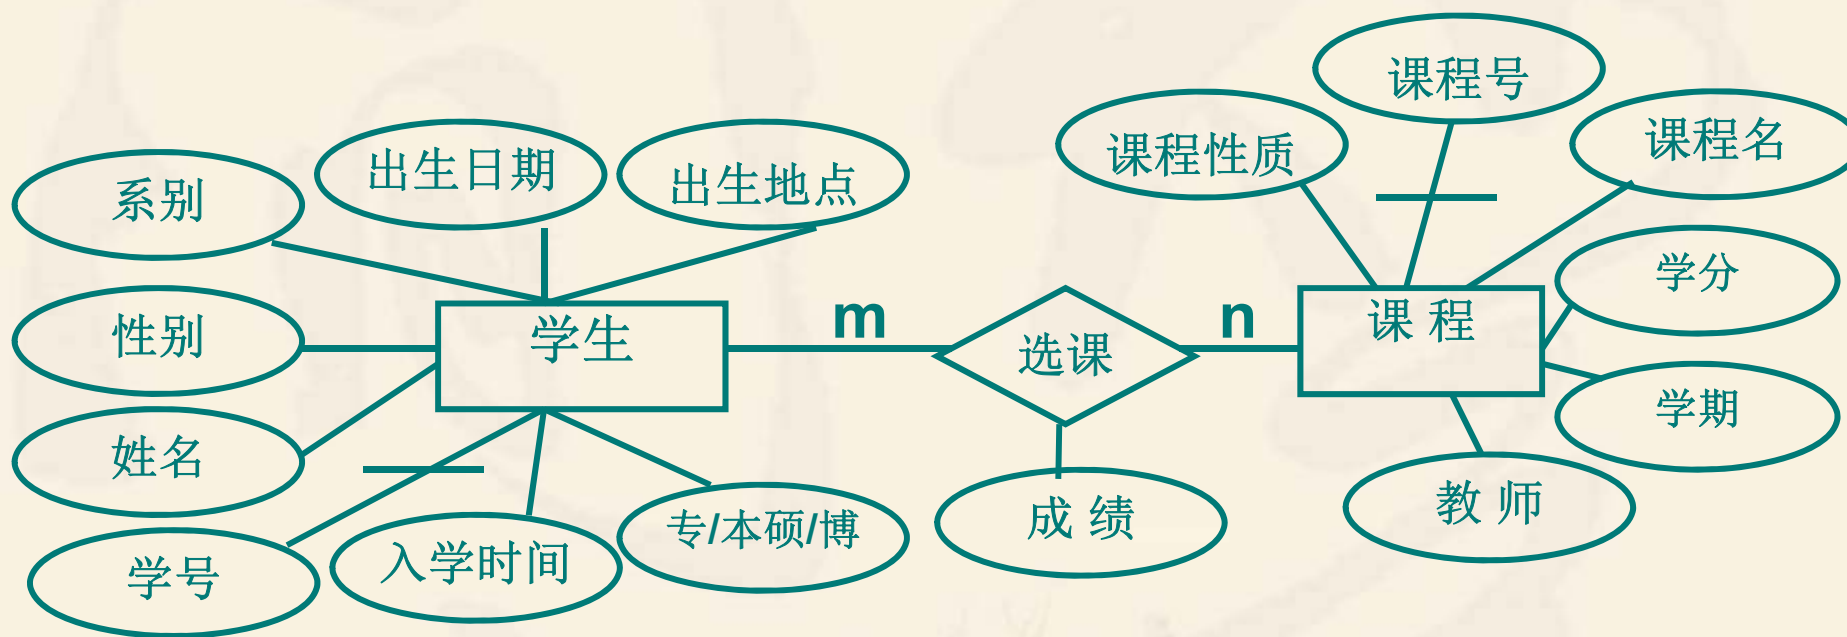 课程号
课程性质
课程名
出生日期
出生地点
系别
学分
性别
学生
m
选课
n
课 程
学期
姓名
学号
入学时间
专/本硕/博
成 绩
教 师